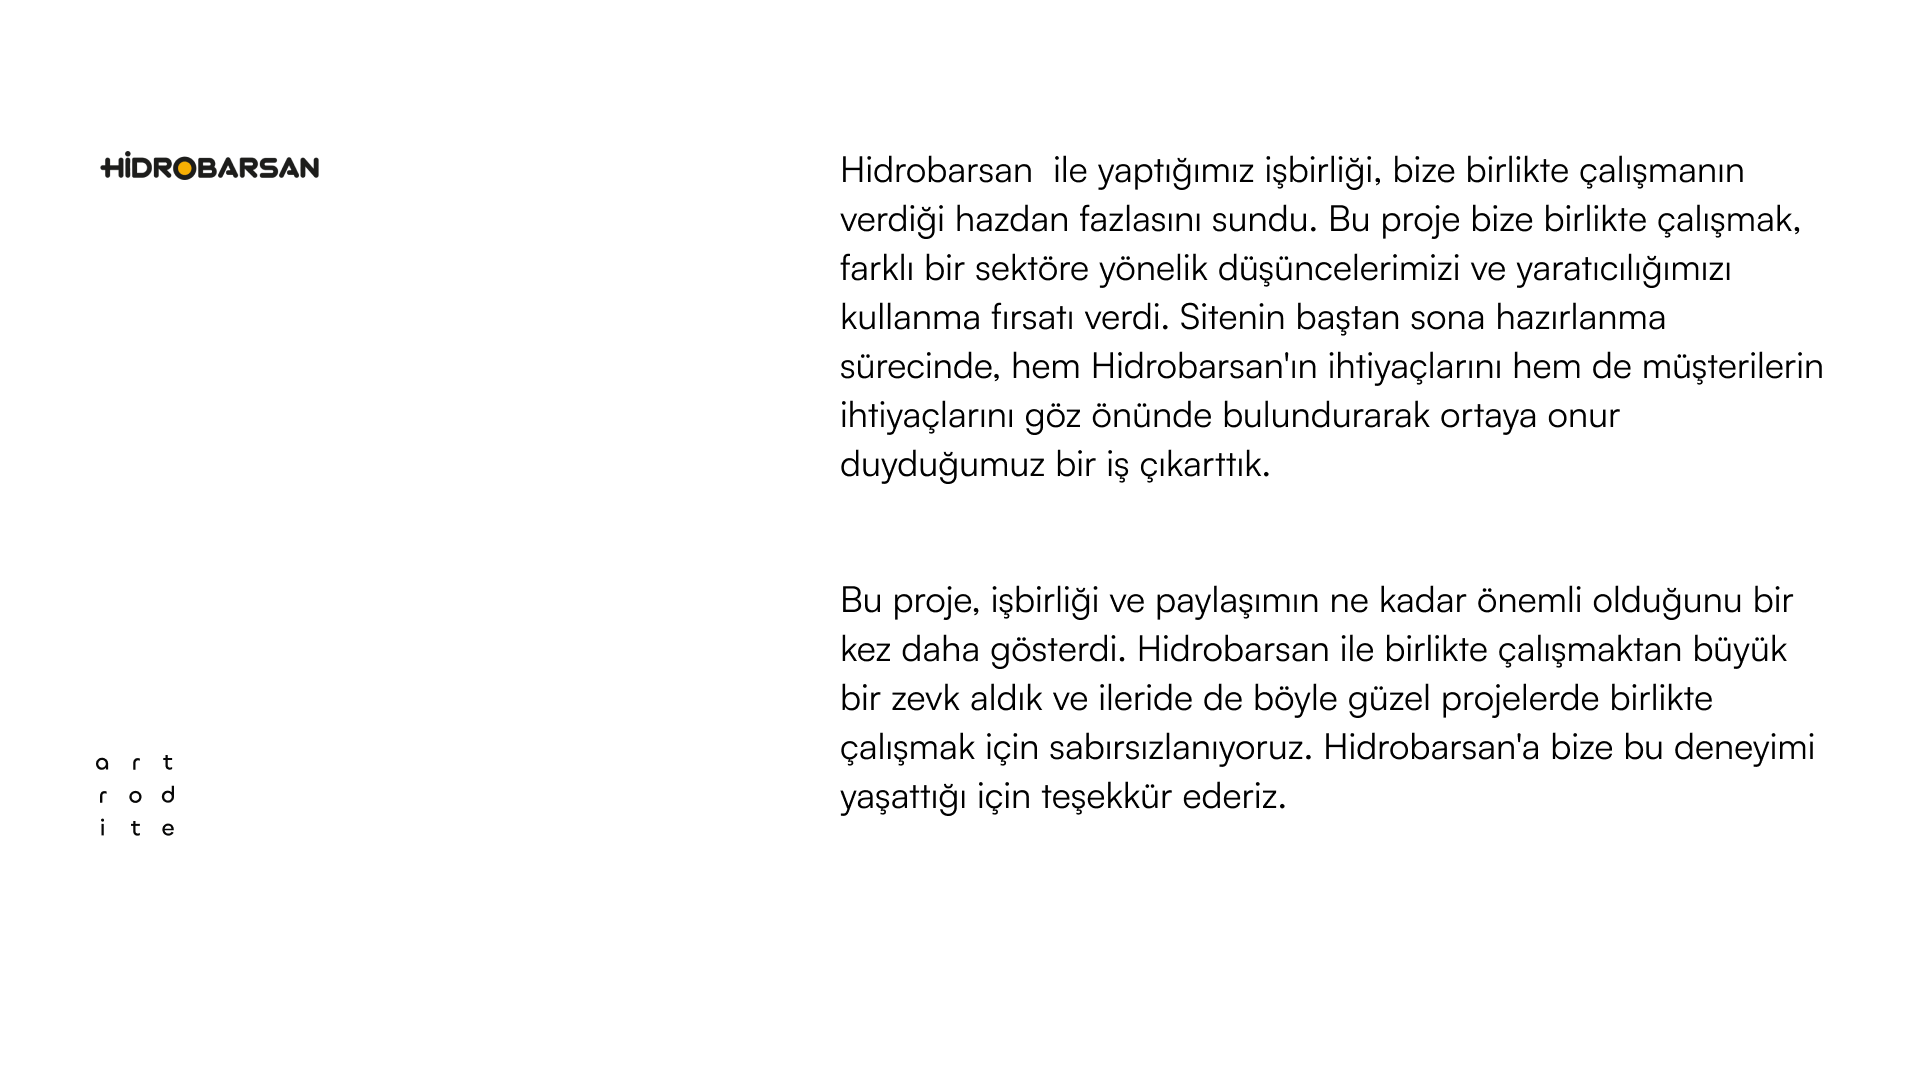 HİDROBARSAN
Hidrobarsan  ile yaptığımız işbirliği, bize birlikte çalışmanın
verdiği hazdan fazlasını sundu. Bu proje bize birlikte çalışmak,
farklı bir sektöre yönelik düşüncelerimizi ve yaratıcılığımızı
kullanma fırsatı verdi. Sitenin baştan sona hazırlanma
sürecinde, hem Hidrobarsan'ın ihtiyaçlarını hem de müşterilerin
ihtiyaçlarını göz önünde bulundurarak ortaya onur
duyduğumuz bir iş çıkarttık.
Bu proje, işbirliği ve paylaşımın ne kadar önemli olduğunu bir
kez daha gösterdi. Hidrobarsan ile birlikte çalışmaktan büyük
bir zevk aldık ve ileride de böyle güzel projelerde birlikte
çalışmak için sabırsızlanıyoruz. Hidrobarsan'a bize bu deneyimi
yaşattığı için teşekkür ederiz.
a r t
r o d
i t e